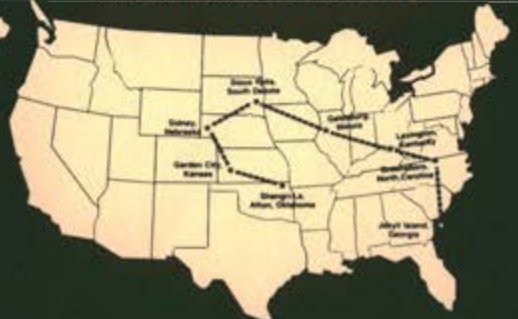 Sioux Falls,
South Dakota
Sidney,
Nebraska
Galesburg,
Illinois
Lexington,
Kentucky
Greensboro,
North Carolina
Garden City,
Kansas
Shangri-La,
Afton, Oklahoma
Jekyll Island,
Georgia